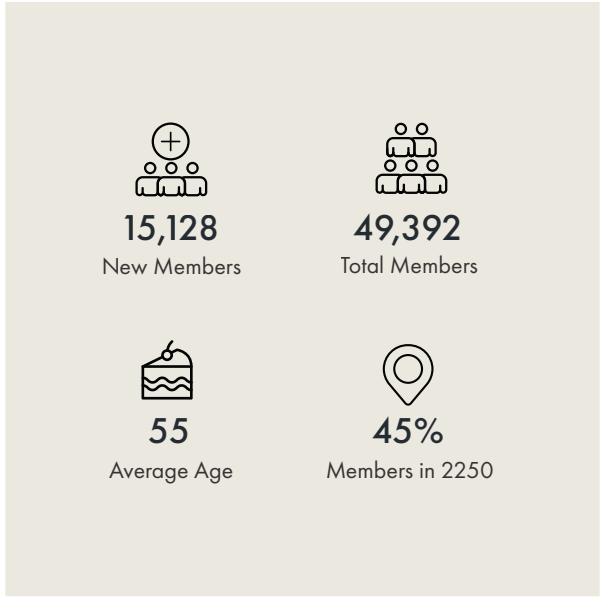 15,128
New Members
49,392
Total Members
55
Average Age
45%
Members in 2250